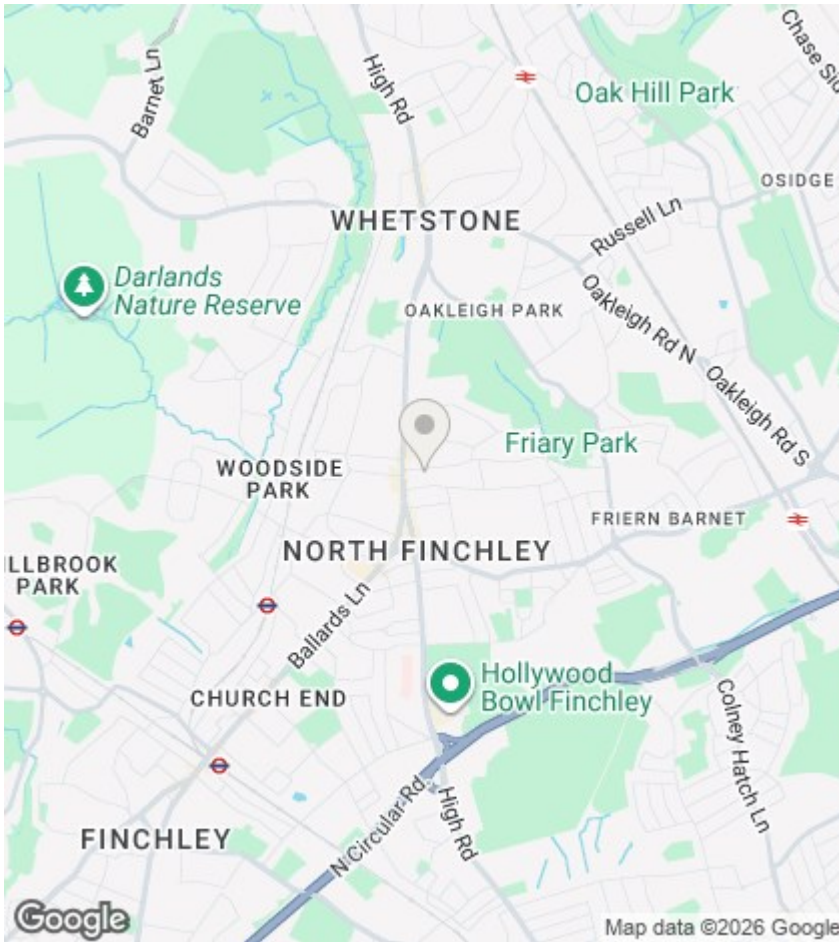 High Rd
Barnet Ln
Chase Sid
Oak Hill Park
OSIDGE
Russell Ln
WHETSTONE
Darlands
Nature Reserve
OAKLEIGH PARK
Oakleigh Rd N
Oakleigh Rd S
Friary Park
WOODSIDE
PARK
FRIERN BARNET
NORTH FINCHLEY
LLBROOK
PARK
Ballards Ln
Hollywood
Bowl Finchley
CHURCH END
Colney Hatch Ln
N Circular Rd
High Rd
FINCHLEY
Google
Map data ©2026 Google